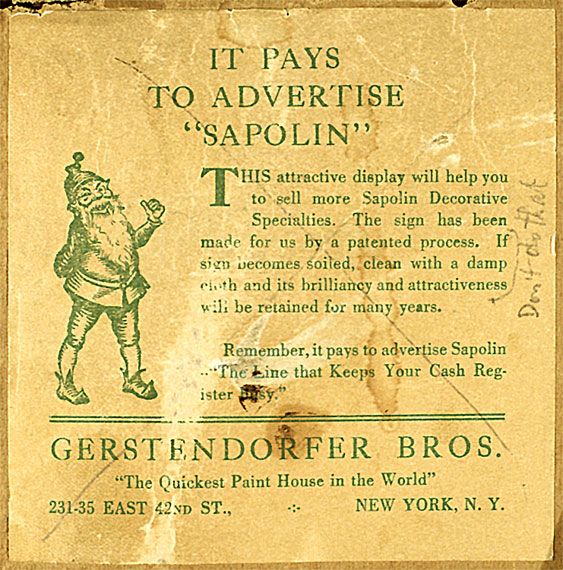 IT PAYS
TO ADVERTISE
“SAPOLIN”
THIS attractive display will help you
to sell more Sapolin Decorative
Specialties. The sign has been
made for us by a patented process. If
sign becomes soiled, clean with a damp
cloth and its brilliancy and attractiveness
will be retained for many years.
Remember, it pays to advertise Sapolin
--“The Line that Keeps Your Cash Reg-
ister Busy.”
Don't do that
GERSTENDORFER BROS.
“The Quickest Paint House in the World”
231-35 EAST 42ND ST., -:- NEW YORK, N. Y.